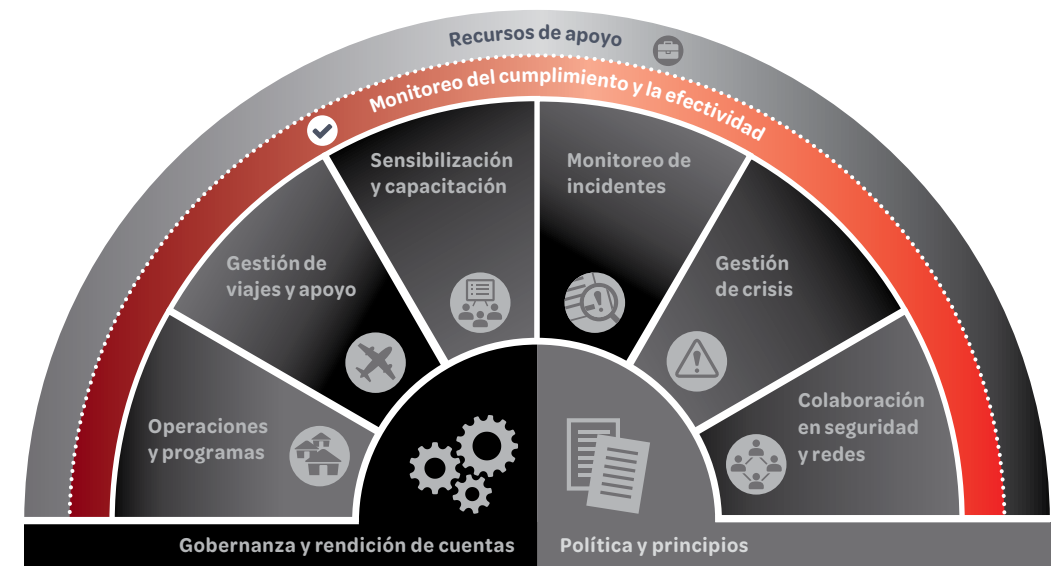 Recursos de apoyo
Monitoreo del cumplimiento y la efectividad
Sensibilización
y capacitación
Monitoreo de
incidentes
Gestión de
viajes y apoyo
Gestión
de crisis
Operaciones
y programas
Colaboración
en seguridad
y redes
Gobernanza y rendición de cuentas
Política y principios